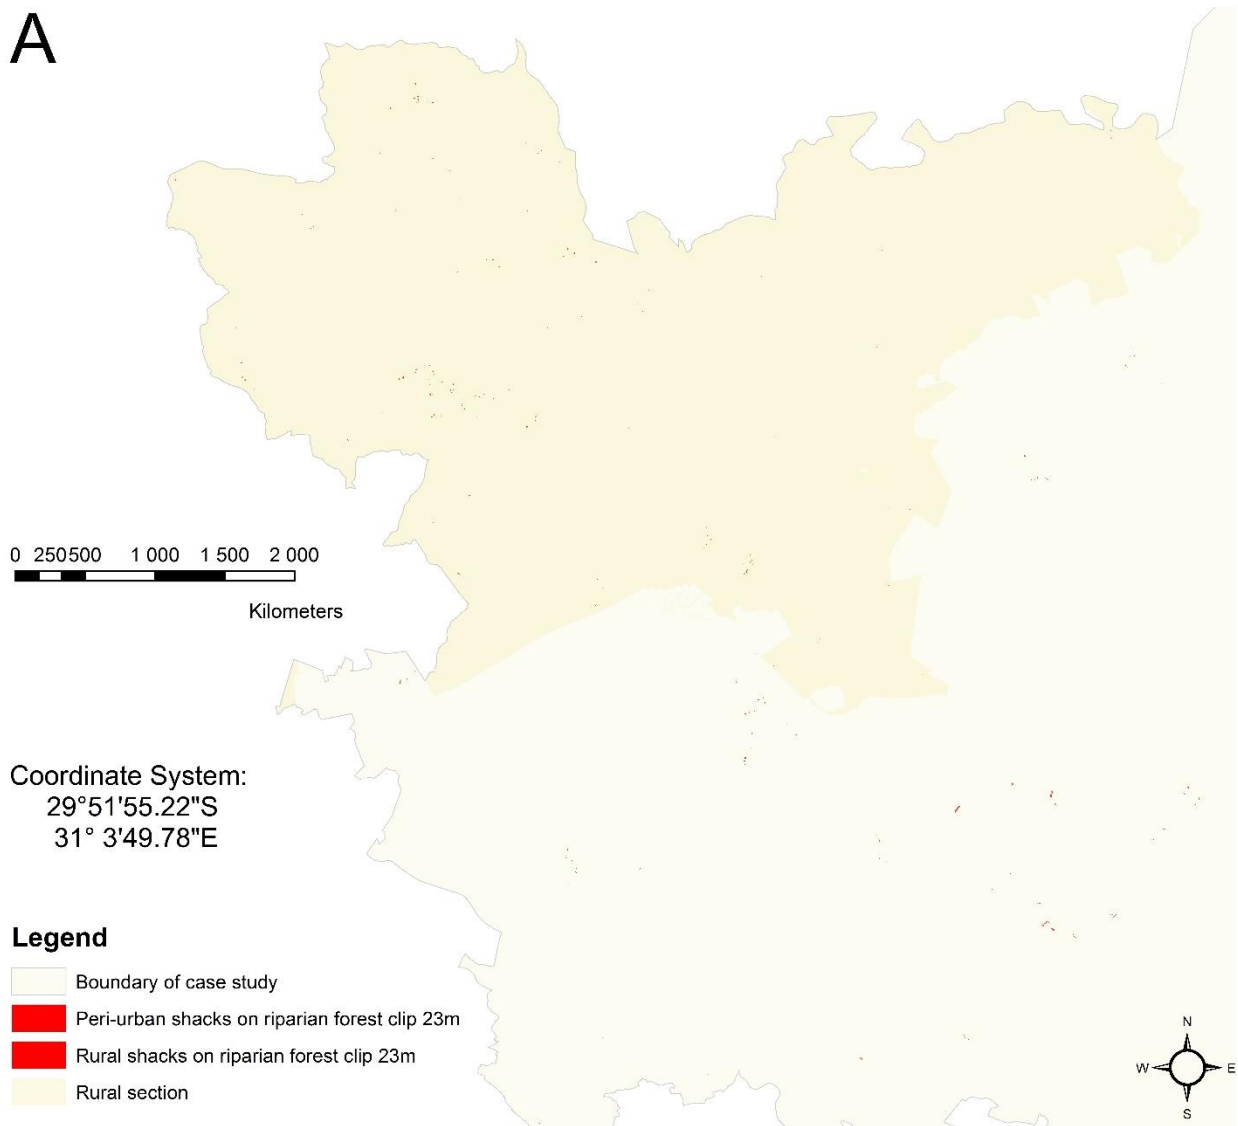 A
0 250 500 1 000 1 500 2 000
Kilometers
Coordinate System:
29°51'55.22"S
31° 3'49.78"E
Legend
Boundary of case study
Peri-urban shacks on riparian forest clip 23m
Rural shacks on riparian forest clip 23m
Rural section
N
W E
S